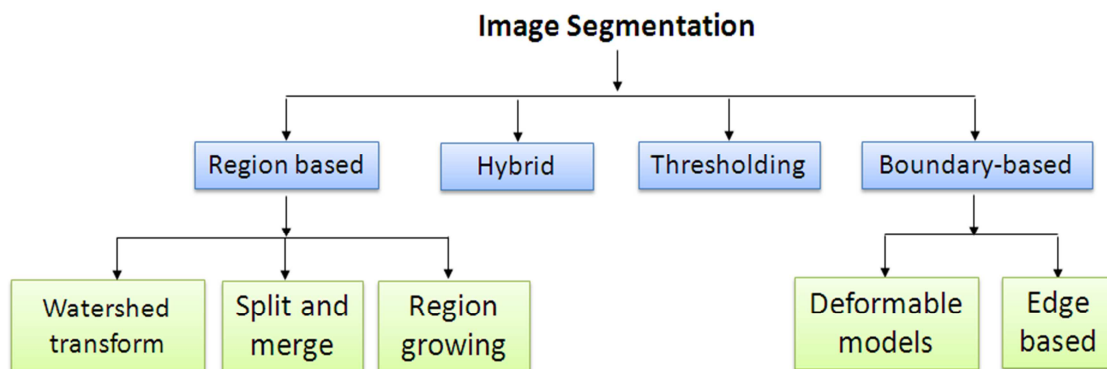 Image Segmentation
Region based
Hybrid
Thresholding
Boundary-based
Watershed
transform
Split and
merge
Region
growing
Deformable
models
Edge
based